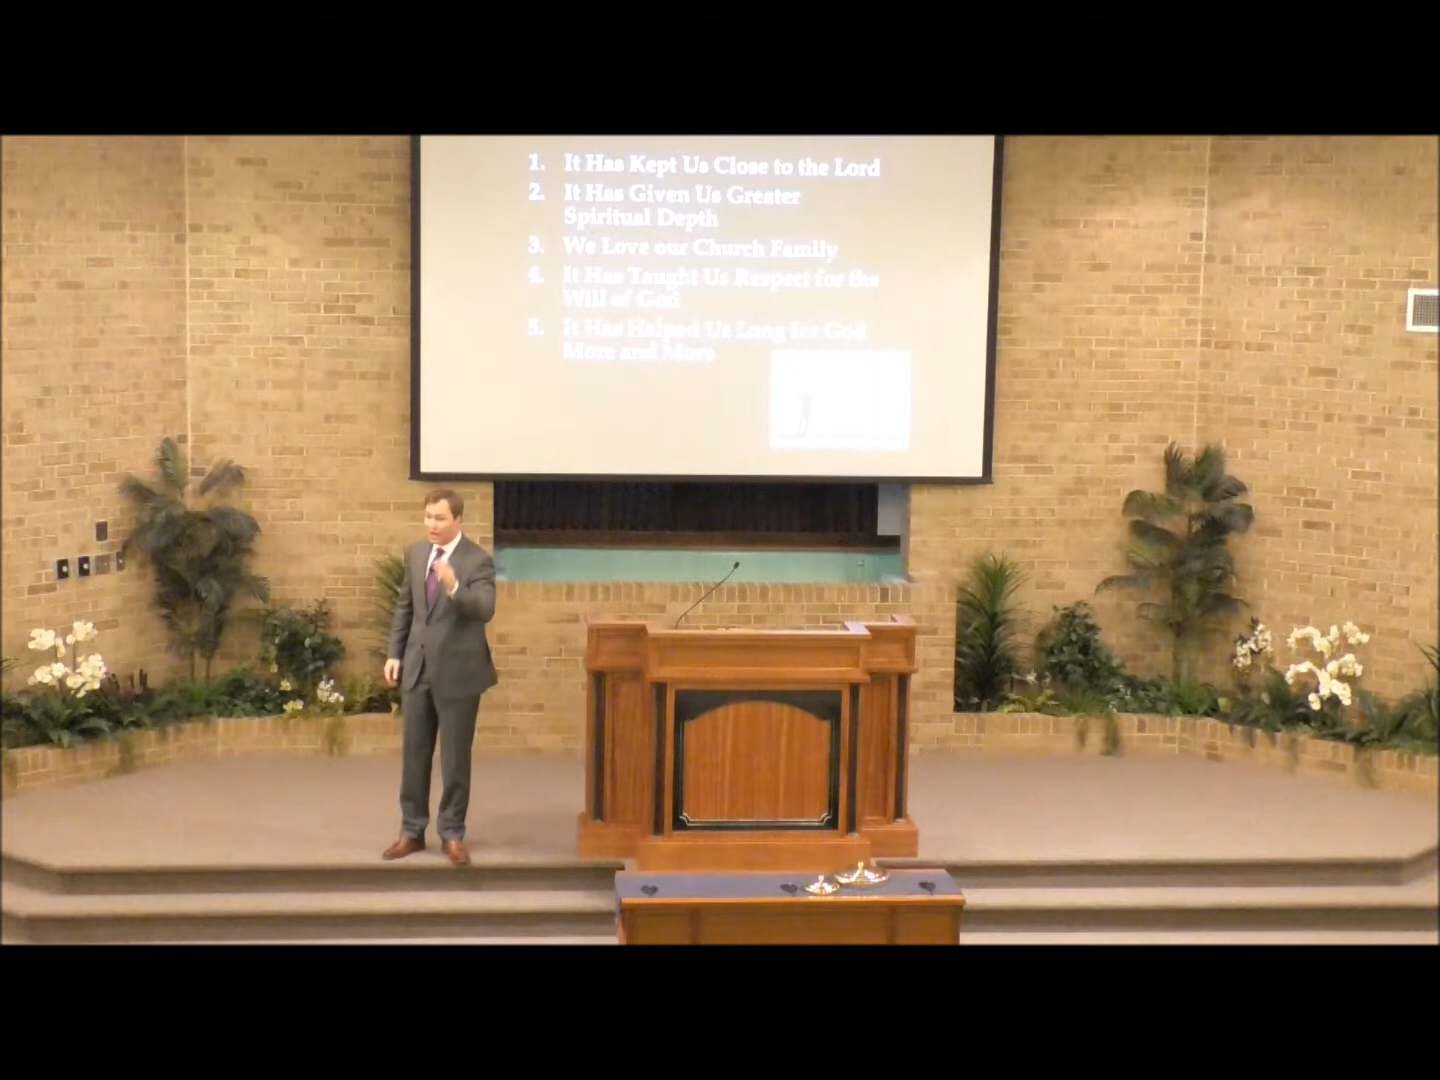 1. It Has Kept Us Close to the Lord
2. It Has Given Us Greater
Spiritual Depth
3. We Love our Church Family
4. It Has Taught Us Respect for the
Will of God
5. It Has Helped Us Long for God
More and More